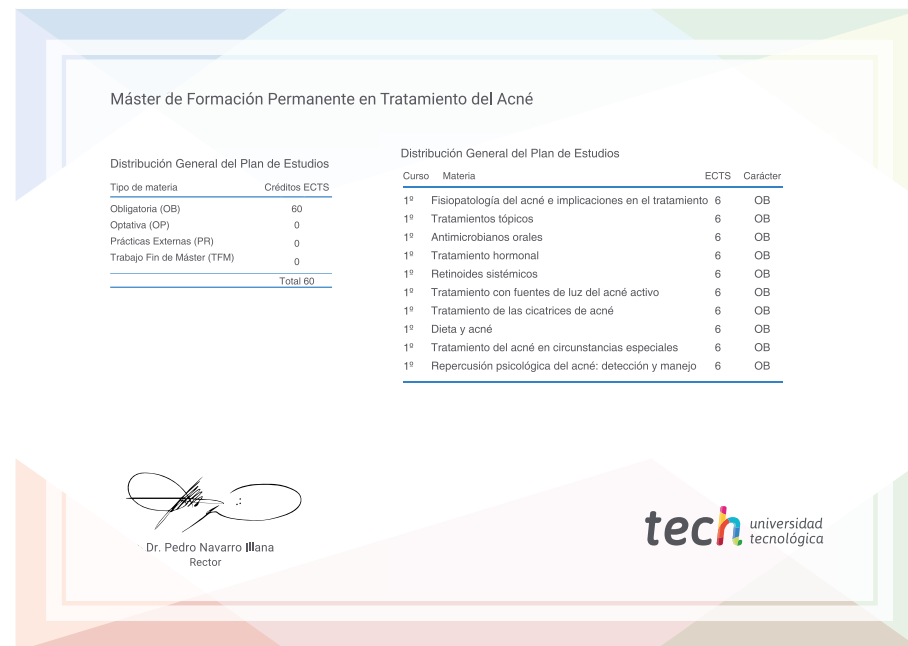 Máster de Formación Permanente en Tratamiento del Acné
Distribución General del Plan de Estudios
Tipo de materia Créditos ECTS
Obligatoria (OB) 60
Optativa (OP) 0
Prácticas Externas (PR) 0
Trabajo Fin de Máster (TFM) 0
Total 60
Distribución General del Plan de Estudios
Curso Materia ECTS Carácter
1º Fisiopatología del acné e implicaciones en el tratamiento 6 OB
1º Tratamientos tópicos 6 OB
1º Antimicrobianos orales 6 OB
1º Tratamiento hormonal 6 OB
1º Retinoides sistémicos 6 OB
1º Tratamiento con fuentes de luz del acné activo 6 OB
1º Tratamiento de las cicatrices de acné 6 OB
1º Dieta y acné 6 OB
1º Tratamiento del acné en circunstancias especiales 6 OB
1º Repercusión psicológica del acné: detección y manejo 6 OB
Dr. Pedro Navarro Illana
Rector
tech universidad
tecnológica